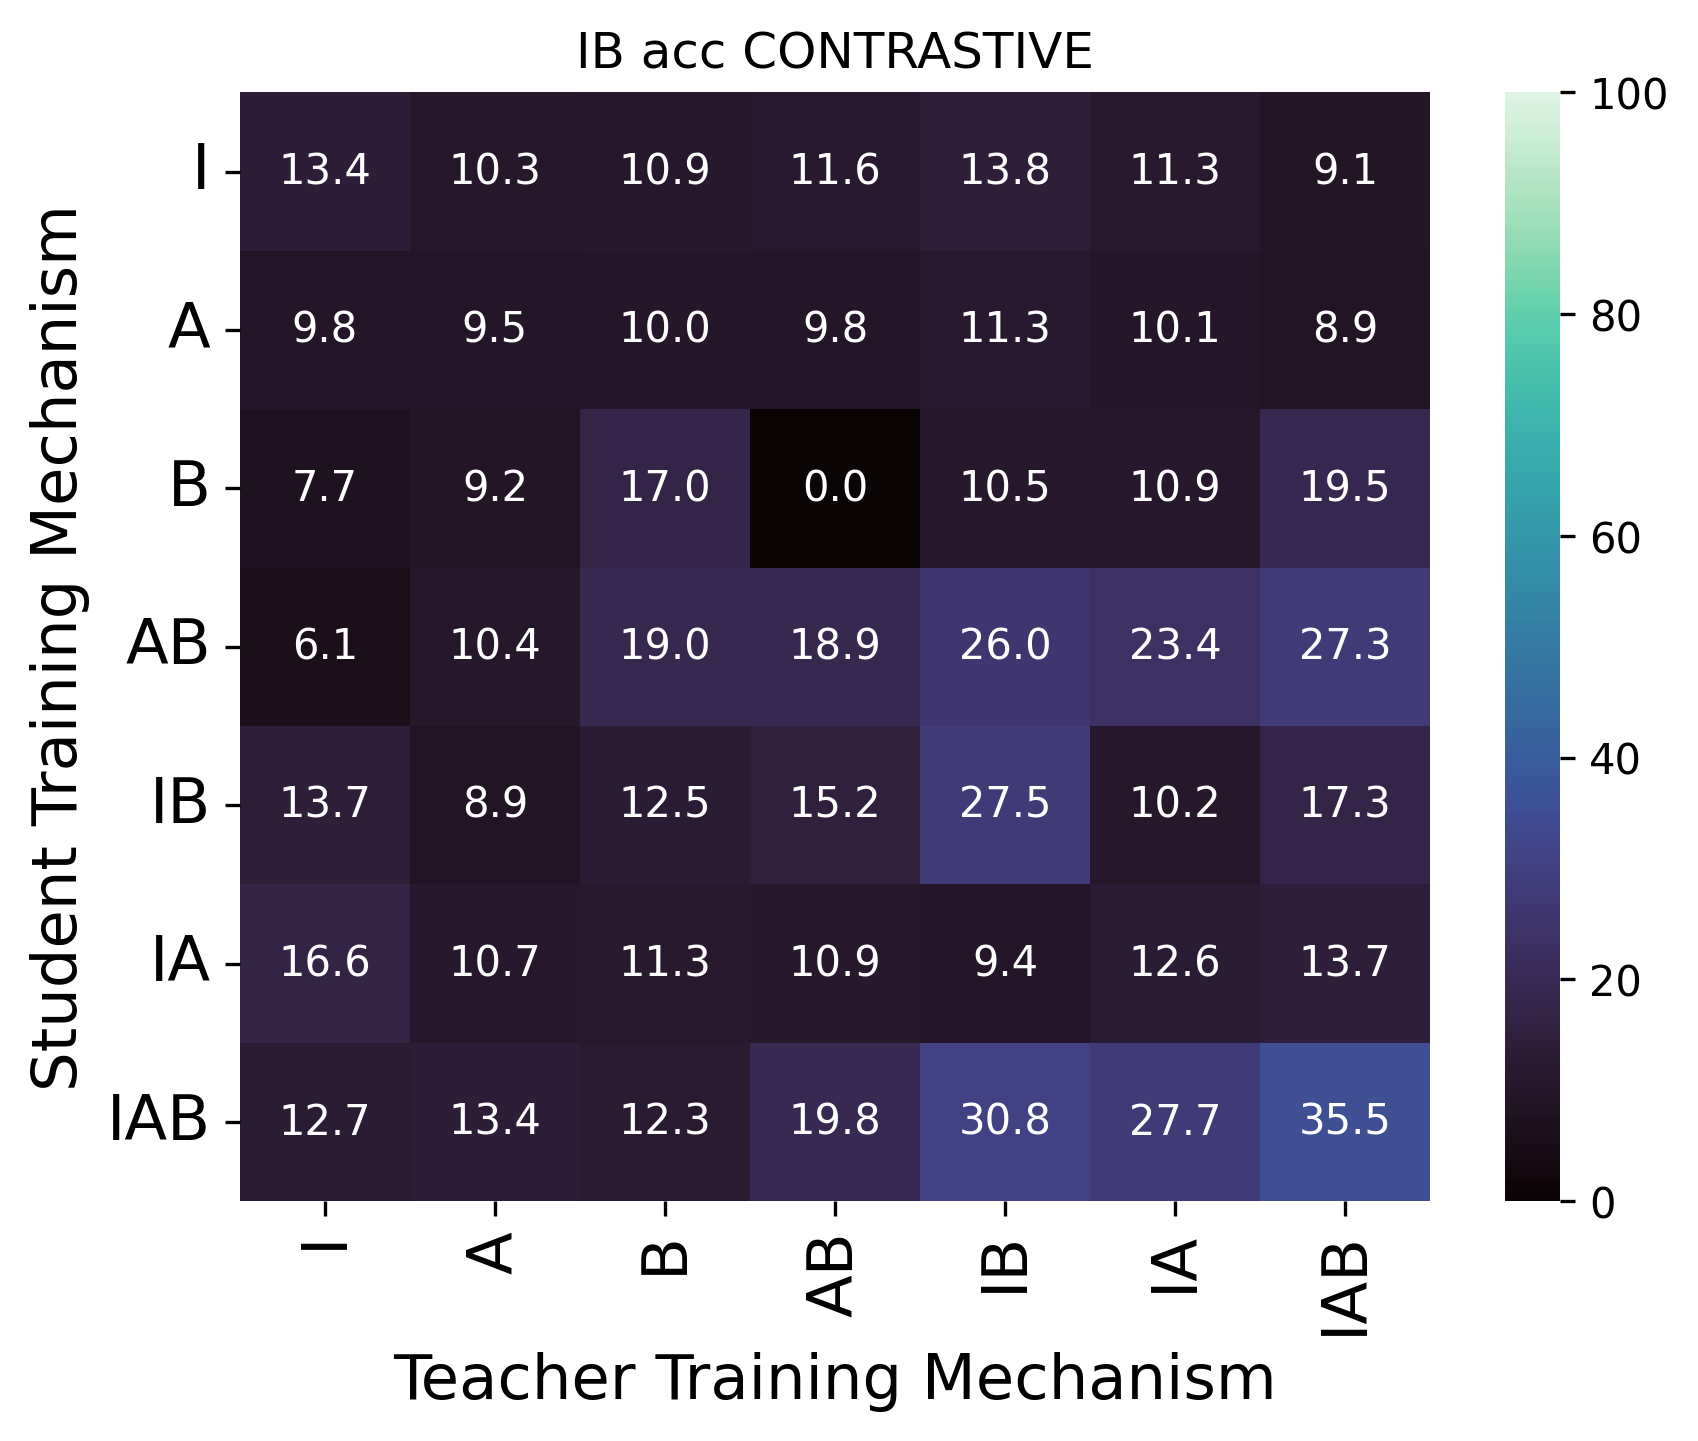 IB acc CONTRASTIVE
Student Training Mechanism
I 13.4 10.3 10.9 11.6 13.8 11.3 9.1
A 9.8 9.5 10.0 9.8 11.3 10.1 8.9
B 7.7 9.2 17.0 0.0 10.5 10.9 19.5
AB 6.1 10.4 19.0 18.9 26.0 23.4 27.3
IB 13.7 8.9 12.5 15.2 27.5 10.2 17.3
IA 16.6 10.7 11.3 10.9 9.4 12.6 13.7
IAB 12.7 13.4 12.3 19.8 30.8 27.7 35.5
I A B AB IB IA IAB
Teacher Training Mechanism
100
80
60
40
20
0